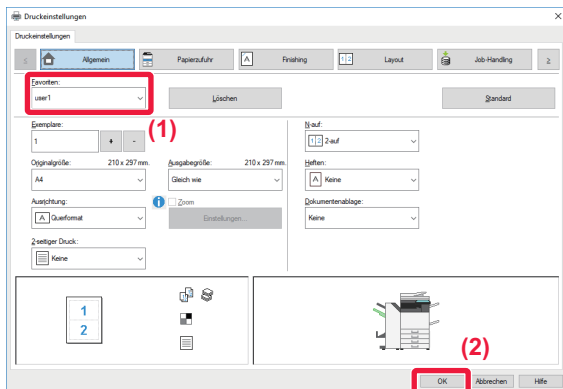 Druckeinstellungen
Druckeinstellungen
Allgemein
Papierzufuhr
Finishing
Layout
Job-Handling
Favoriten:
user1
Löschen
Standard
(1)
Exemplare:
1
+ -
N-auf:
2-auf
Originalgröße: 210 x 297 mm.
A4
Ausgabegröße: 210 x 297 mm.
Gleich wie
Heften:
Keine
Ausrichtung:
Querformat
Zoom
Einstellungen...
Dokumentenablage:
Keine
2-seitiger Druck:
Keine
1
2
(2)
OK Abbrechen Hilfe